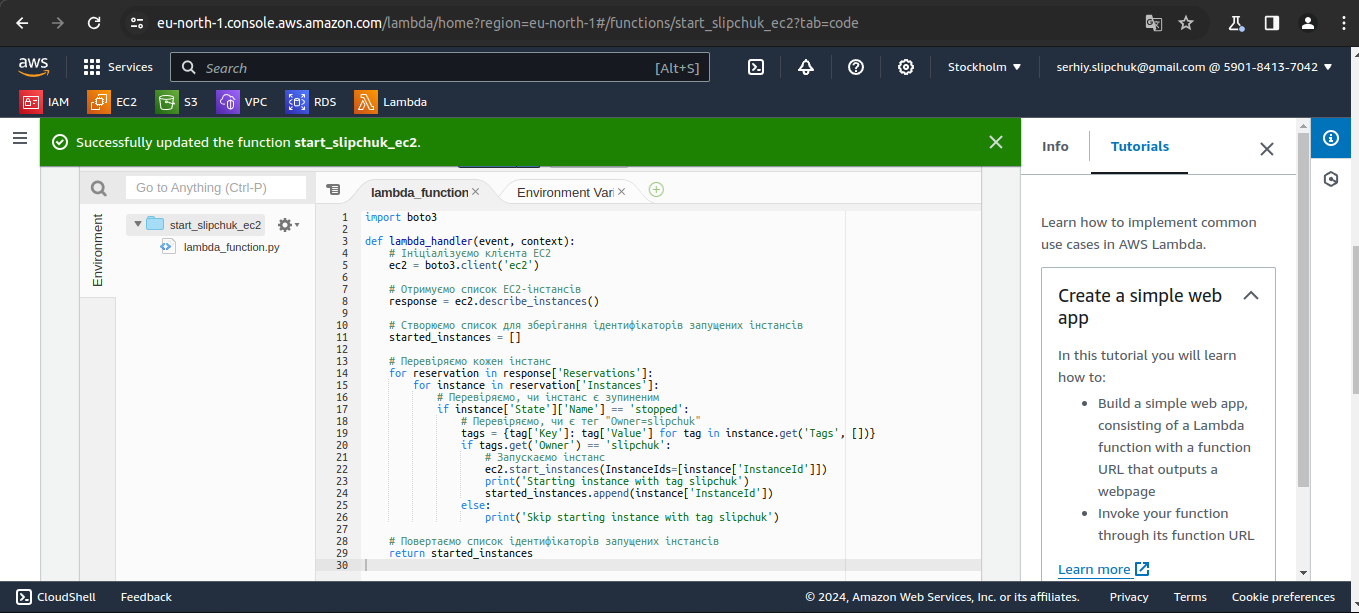 eu-north-1.console.aws.amazon.com/lambda/home?region=eu-north-1#/functions/start_slipchuk_ec2?tab=code
aws
Services
Search
[Alt+S]
Stockholm
serhiy.slipchuk@gmail.com @ 5901-8413-7042
IAM
EC2
S3
VPC
RDS
Lambda
Successfully updated the function start_slipchuk_ec2.
Info
Tutorials
Go to Anything (Ctrl-P)
lambda_function
Environment Vari
Environment
start_slipchuk_ec2
lambda_function.py
1 import boto3
2
3 def lambda_handler(event, context):
4 # Ініціалізуємо клієнта EC2
5 ec2 = boto3.client('ec2')
6
7 # Отримуємо список EC2-інстансів
8 response = ec2.describe_instances()
9
10 # Створюємо список для зберігання ідентифікаторів запущених інстансів
11 started_instances = []
12
13 # Перевіряємо кожен інстанс
14 for reservation in response['Reservations']:
15 for instance in reservation['Instances']:
16 # Перевіряємо, чи інстанс є зупиненим
17 if instance['State']['Name'] == 'stopped':
18 # Перевіряємо, чи є тег "Owner=slipchuk"
19 tags = {tag['Key']: tag['Value'] for tag in instance.get('Tags', [])}
20 if tags.get('Owner') == 'slipchuk':
21 # Запускаємо інстанс
22 ec2.start_instances(InstanceIds=[instance['InstanceId']])
23 print('Starting instance with tag slipchuk')
24 started_instances.append(instance['InstanceId'])
25 else:
26 print('Skip starting instance with tag slipchuk')
27
28 # Повертаємо список ідентифікаторів запущених інстансів
29 return started_instances
30
Learn how to implement common
use cases in AWS Lambda.
Create a simple web
app
In this tutorial you will learn
how to:
• Build a simple web app,
consisting of a Lambda
function with a function
URL that outputs a
webpage
• Invoke your function
through its function URL
Learn more
CloudShell
Feedback
© 2024, Amazon Web Services, Inc. or its affiliates.
Privacy
Terms
Cookie preferences